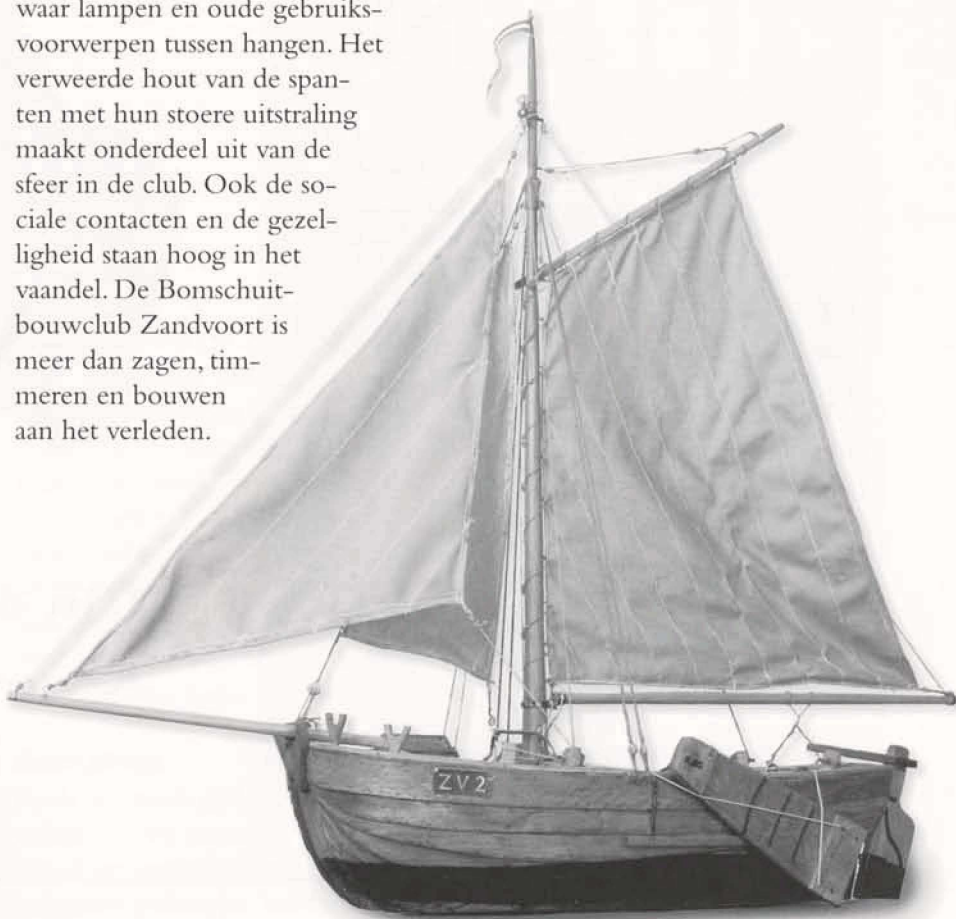 waar lampen en oude gebruiks-
voorwerpen tussen hangen. Het
verweerde hout van de span-
ten met hun stoere uitstraling
maakt onderdeel uit van de
sfeer in de club. Ook de so-
ciale contacten en de gezel-
ligheid staan hoog in het
vaandel. De Bomschuit-
bouwclub Zandvoort is
meer dan zagen, tim-
meren en bouwen
aan het verleden.
ZV2